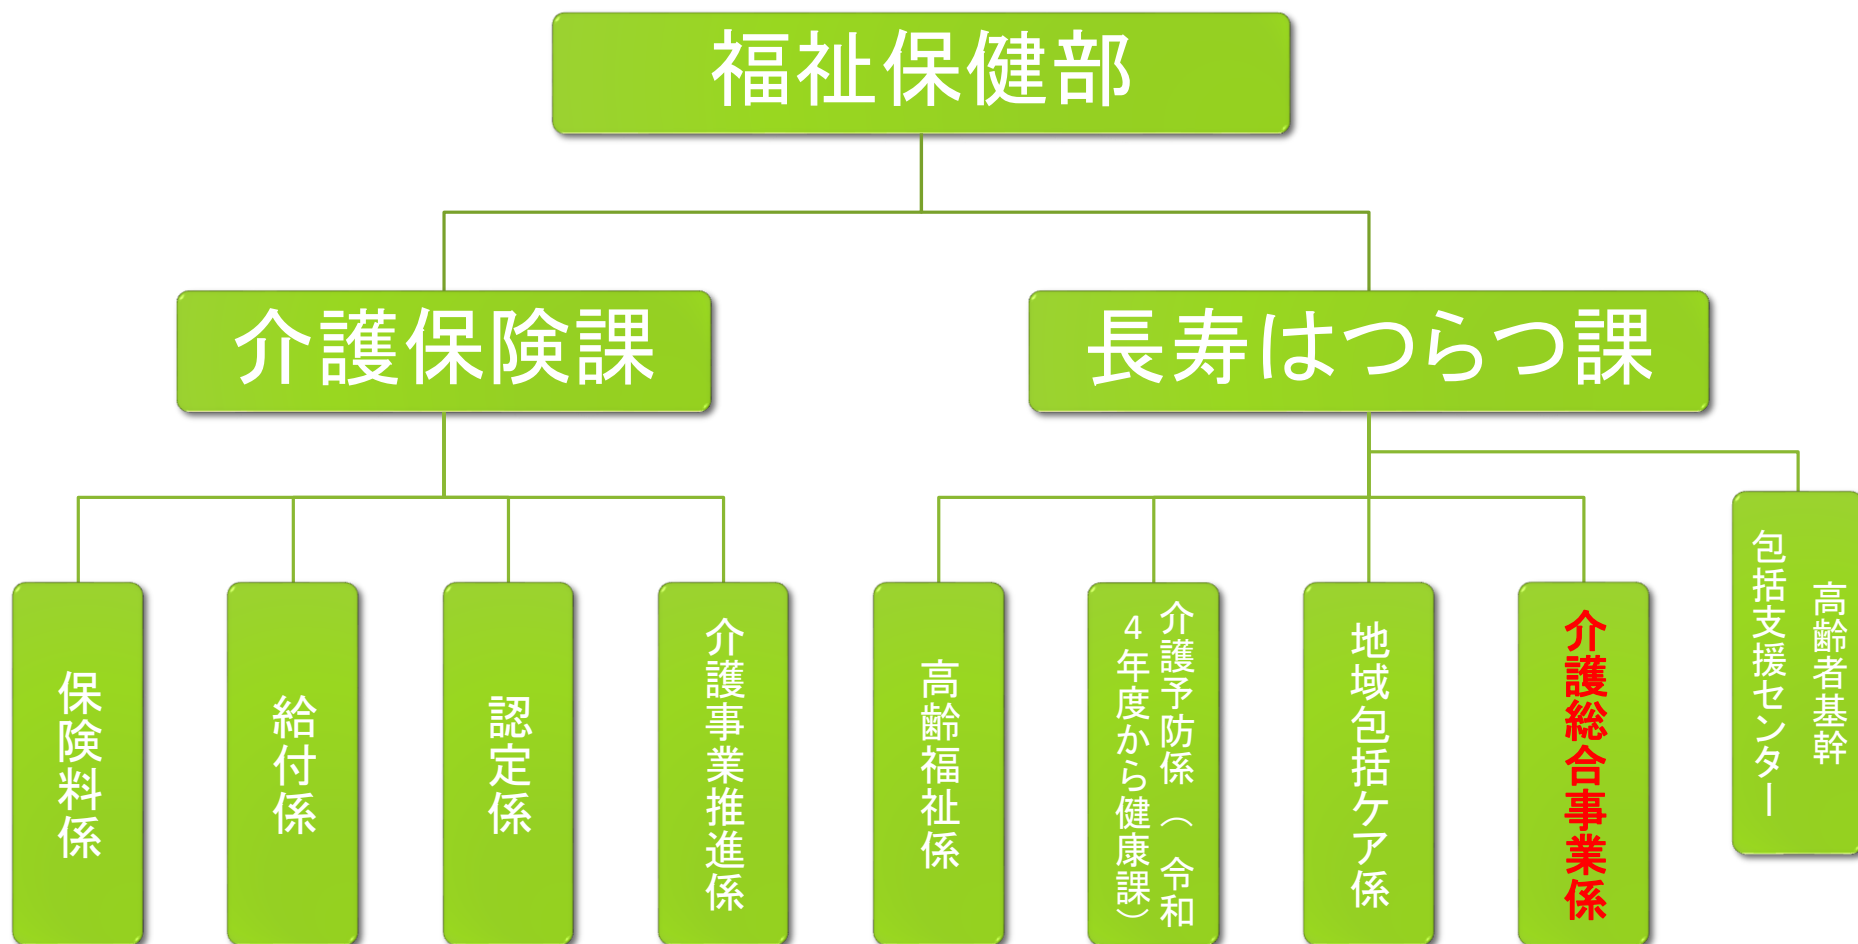 福祉保健部
介護保険課
長寿はつらつ課
保険料係
給付係
認定係
介護事業推進係
高齢福祉係
介護予防係（令和
4年度から健康課）
地域包括ケア係
介護総合事業係
高齢者基幹
包括支援センター